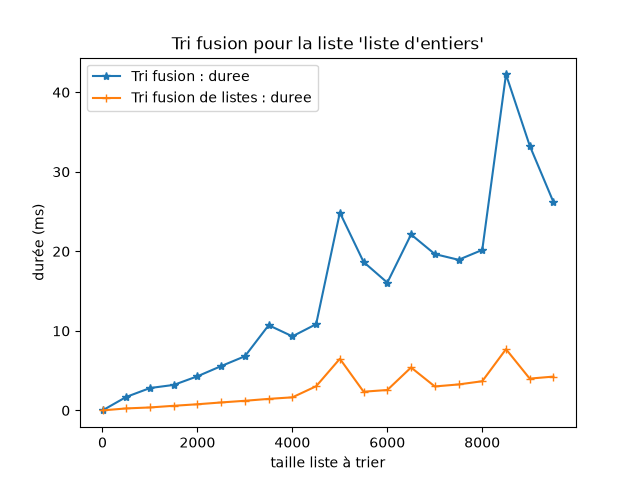 Tri fusion pour la liste 'liste d'entiers'
Tri fusion : duree
Tri fusion de listes : duree
40
30
20
10
0
durée (ms)
0 2000 4000 6000 8000
taille liste à trier